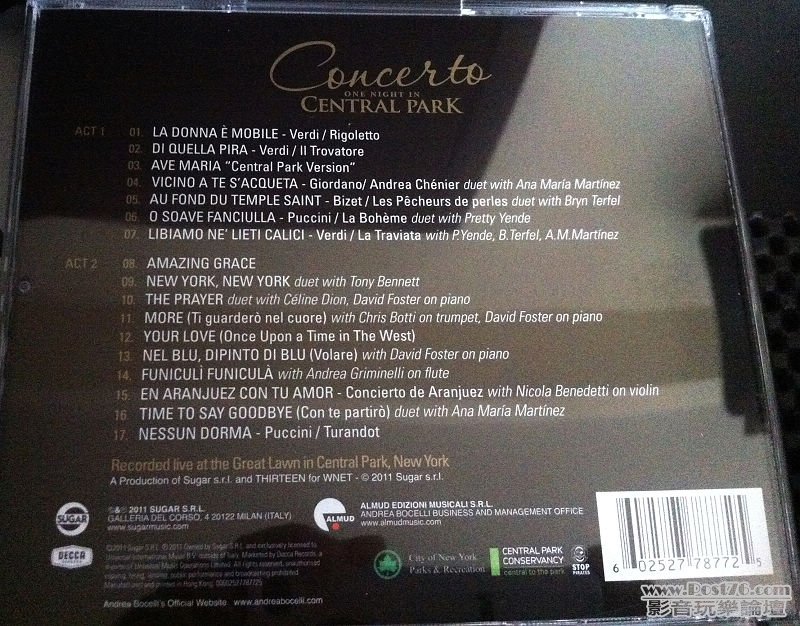 Concerto
ONE NIGHT IN
CENTRAL PARK
ACT 1 01. LA DONNA È MOBILE - Verdi / Rigoletto
02. DI QUELLA PIRA - Verdi / Il Trovatore
03. AVE MARIA “Central Park Version”
04. VICINO A TE S'ACQUETA - Giordano/ Andrea Chénier duet with Ana María Martínez
05. AU FOND DU TEMPLE SAINT - Bizet / Les Pêcheurs de perles duet with Bryn Terfel
06. O SOAVE FANCIULLA - Puccini / La Bohème duet with Pretty Yende
07. LIBIAMO NE' LIETI CALICI - Verdi / La Traviata with P.Yende, B.Terfel, A.M.Martínez
ACT 2 08. AMAZING GRACE
09. NEW YORK, NEW YORK duet with Tony Bennett
10. THE PRAYER duet with Céline Dion, David Foster on piano
11. MORE (Ti guarderò nel cuore) with Chris Botti on trumpet, David Foster on piano
12. YOUR LOVE (Once Upon a Time in The West)
13. NEL BLU, DIPINTO DI BLU (Volare) with David Foster on piano
14. FUNICULÌ FUNICULÀ with Andrea Griminelli on flute
15. EN ARANJUEZ CON TU AMOR - Concierto de Aranjuez with Nicola Benedetti on violin
16. TIME TO SAY GOODBYE (Con te partirò) duet with Ana María Martínez
17. NESSUN DORMA - Puccini / Turandot
Recorded live at the Great Lawn in Central Park, New York
A Production of Sugar s.r.l. and THIRTEEN for WNET - © 2011 Sugar s.r.l.
SUGAR
℗&© 2011 SUGAR S.R.L.
GALLERIA DEL CORSO, 4 20122 MILAN (ITALY)
www.sugarmusic.com
ALMUD
ALMUD EDIZIONI MUSICALI S.R.L.
ANDREA BOCELLI BUSINESS AND MANAGEMENT OFFICE
www.almudmusic.com
DECCA
City of New York
Parks & Recreation
CENTRAL PARK
CONSERVANCY
central to the park
STOP
PIRATES
Andrea Bocelli's Official Website www.andreabocelli.com
6 02527 78772 5
www.Post76.com
影音玩樂論壇